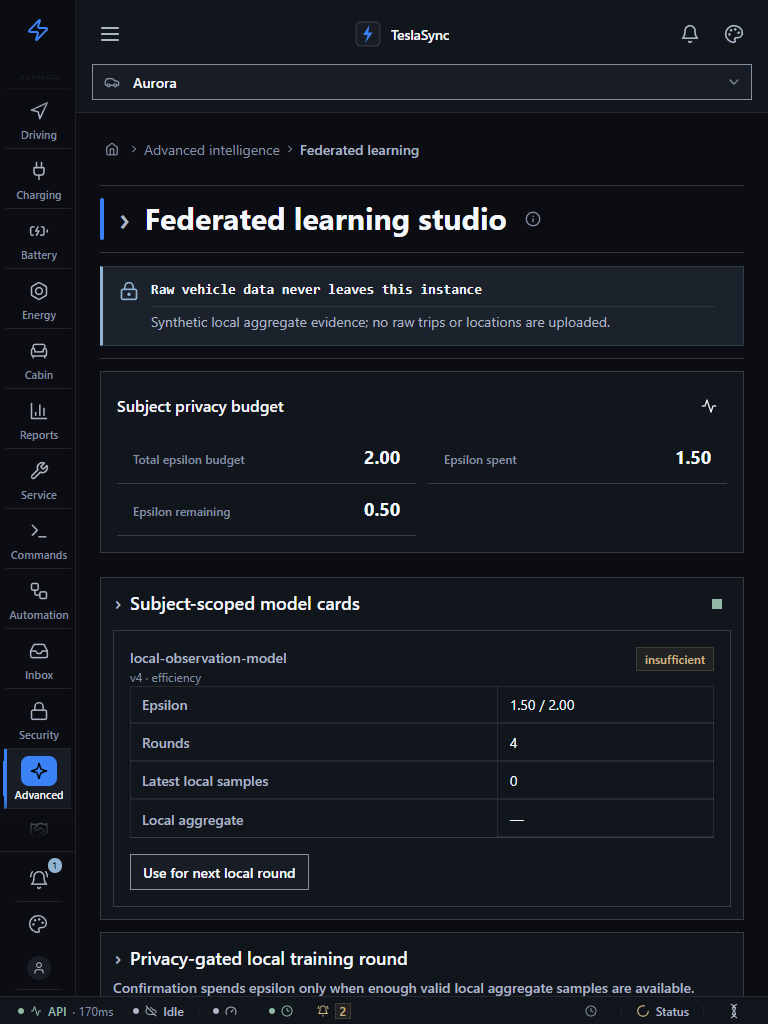 TeslaSync
Aurora
Driving
Charging
Battery
Energy
Cabin
Reports
Service
Commands
Automation
Inbox
Security
Advanced
1
Advanced intelligence
Federated learning
Federated learning studio
Raw vehicle data never leaves this instance
Synthetic local aggregate evidence; no raw trips or locations are uploaded.
Subject privacy budget
Total epsilon budget 2.00
Epsilon spent 1.50
Epsilon remaining 0.50
Subject-scoped model cards
local-observation-model
insufficient
v4 · efficiency
Epsilon 1.50 / 2.00
Rounds 4
Latest local samples 0
Local aggregate —
Use for next local round
Privacy-gated local training round
Confirmation spends epsilon only when enough valid local aggregate samples are available.
API · 170ms Idle 2 Status